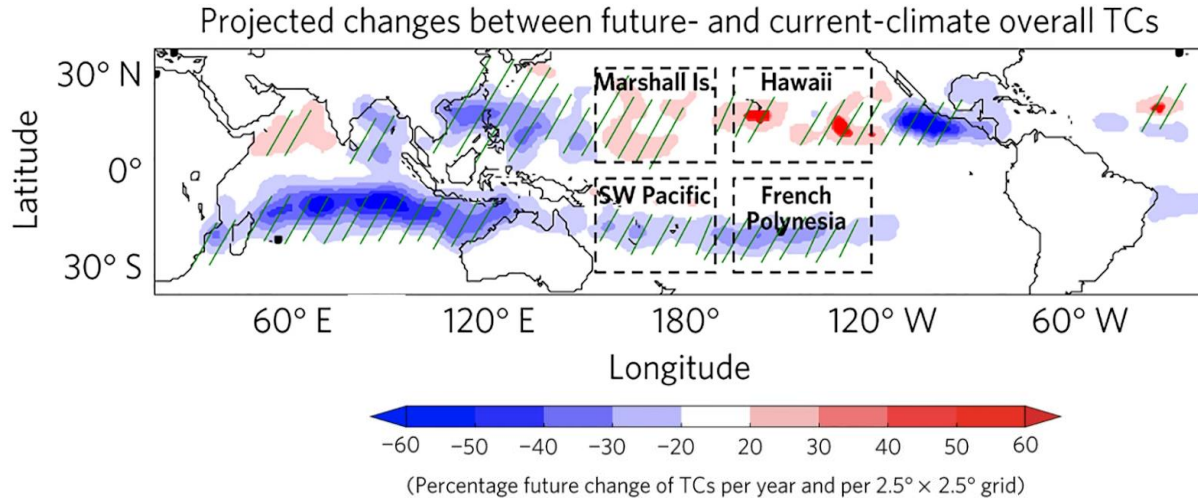 Projected changes between future- and current-climate overall TCs
30° N
0°
30° S
Latitude
Marshall Is.
Hawaii
SW Pacific
French
Polynesia
60° E
120° E
180°
120° W
60° W
Longitude
−60
−50
−40
−30
−20
20
30
40
50
60
(Percentage future change of TCs per year and per 2.5° × 2.5° grid)